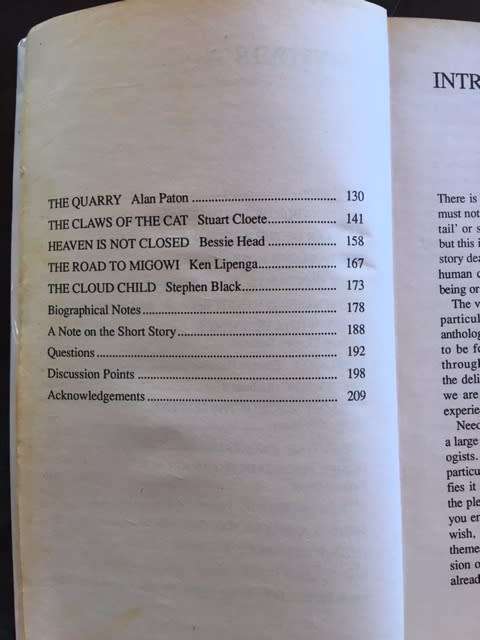 THE QUARRY Alan Paton ............................................. 130
THE CLAWS OF THE CAT Stuart Cloete..................... 141
HEAVEN IS NOT CLOSED Bessie Head ................... 158
THE ROAD TO MIGOWI Ken Lipenga........................ 167
THE CLOUD CHILD Stephen Black............................ 173
Biographical Notes ........................................................ 178
A Note on the Short Story................................................ 188
Questions........................................................................ 192
Discussion Points ........................................................... 198
Acknowledgements......................................................... 209
INTR
There is
must not
tail' or s
but this i
story dea
human c
being or
The v
particul
antholog
to be fo
through
the deli
we are
experie
Need
a large
ogists.
particu
fies it
the ple
you en
wish,
theme
sion o
alread